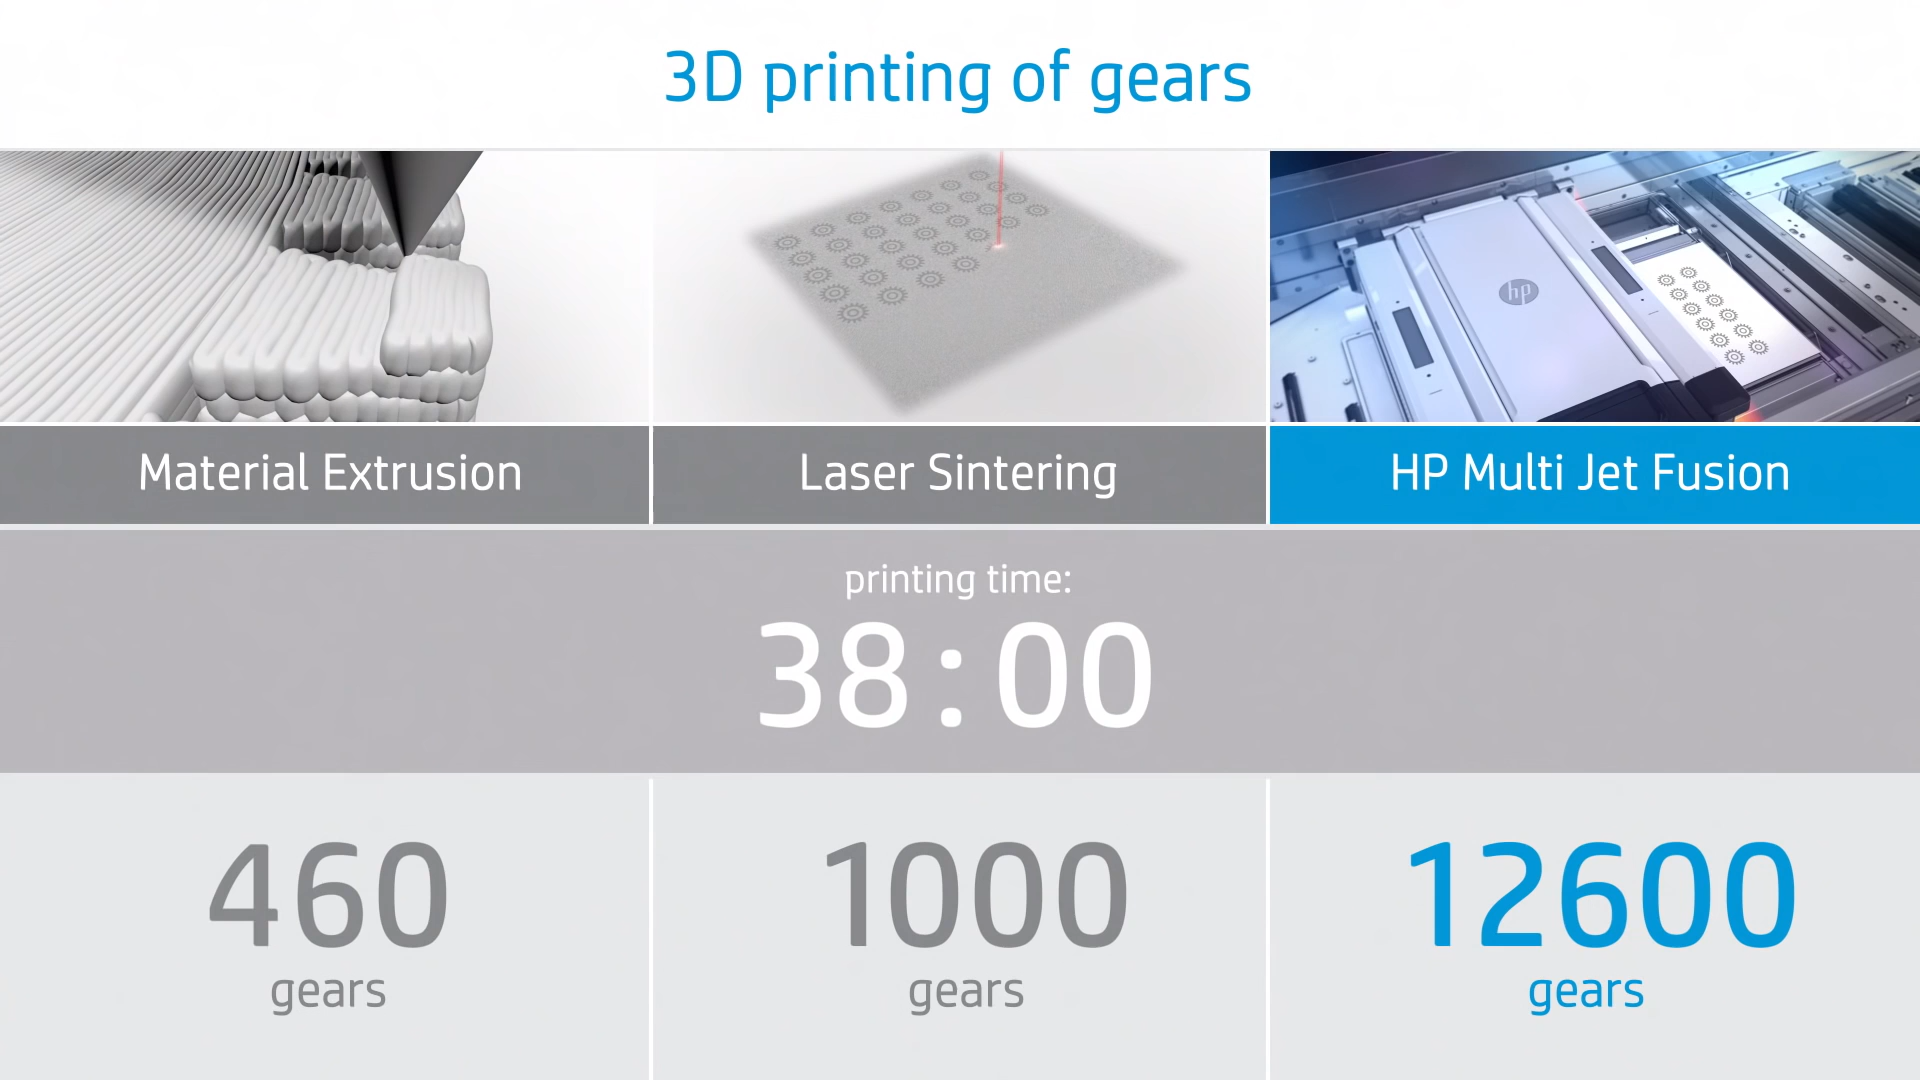 3D printing of gears
hp
Material Extrusion
Laser Sintering
HP Multi Jet Fusion
printing time:
38:00
460
gears
1000
gears
12600
gears